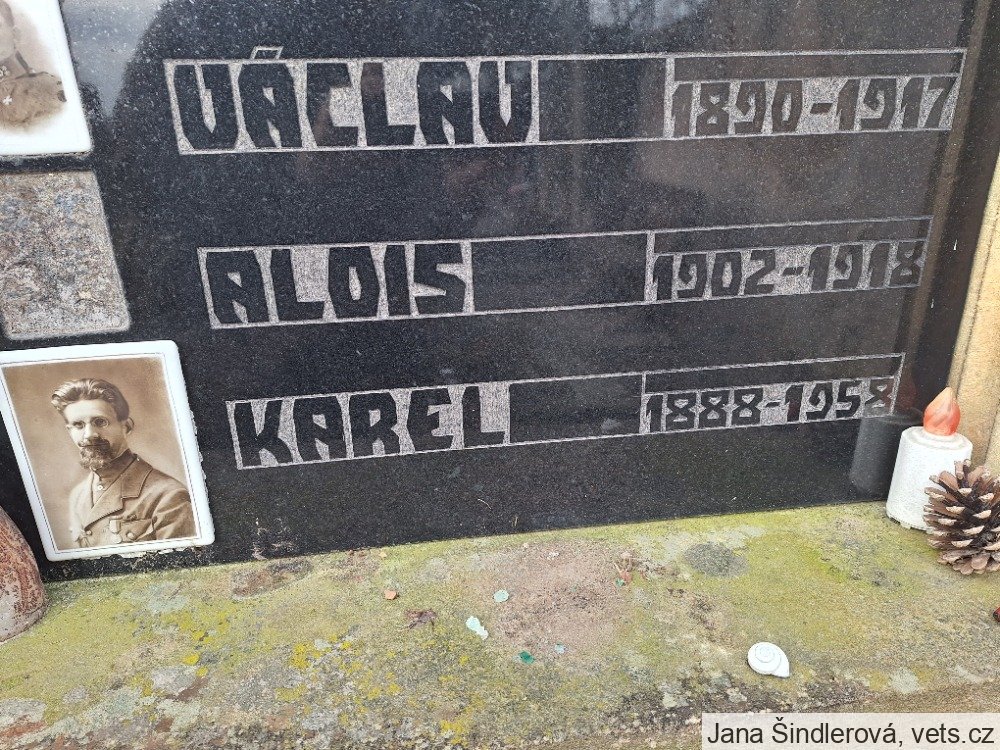 VÁCLAV 1890-1917
ALOIS 1902-1918
KAREL 1888-1958
Jana Šindlerová, vets.cz